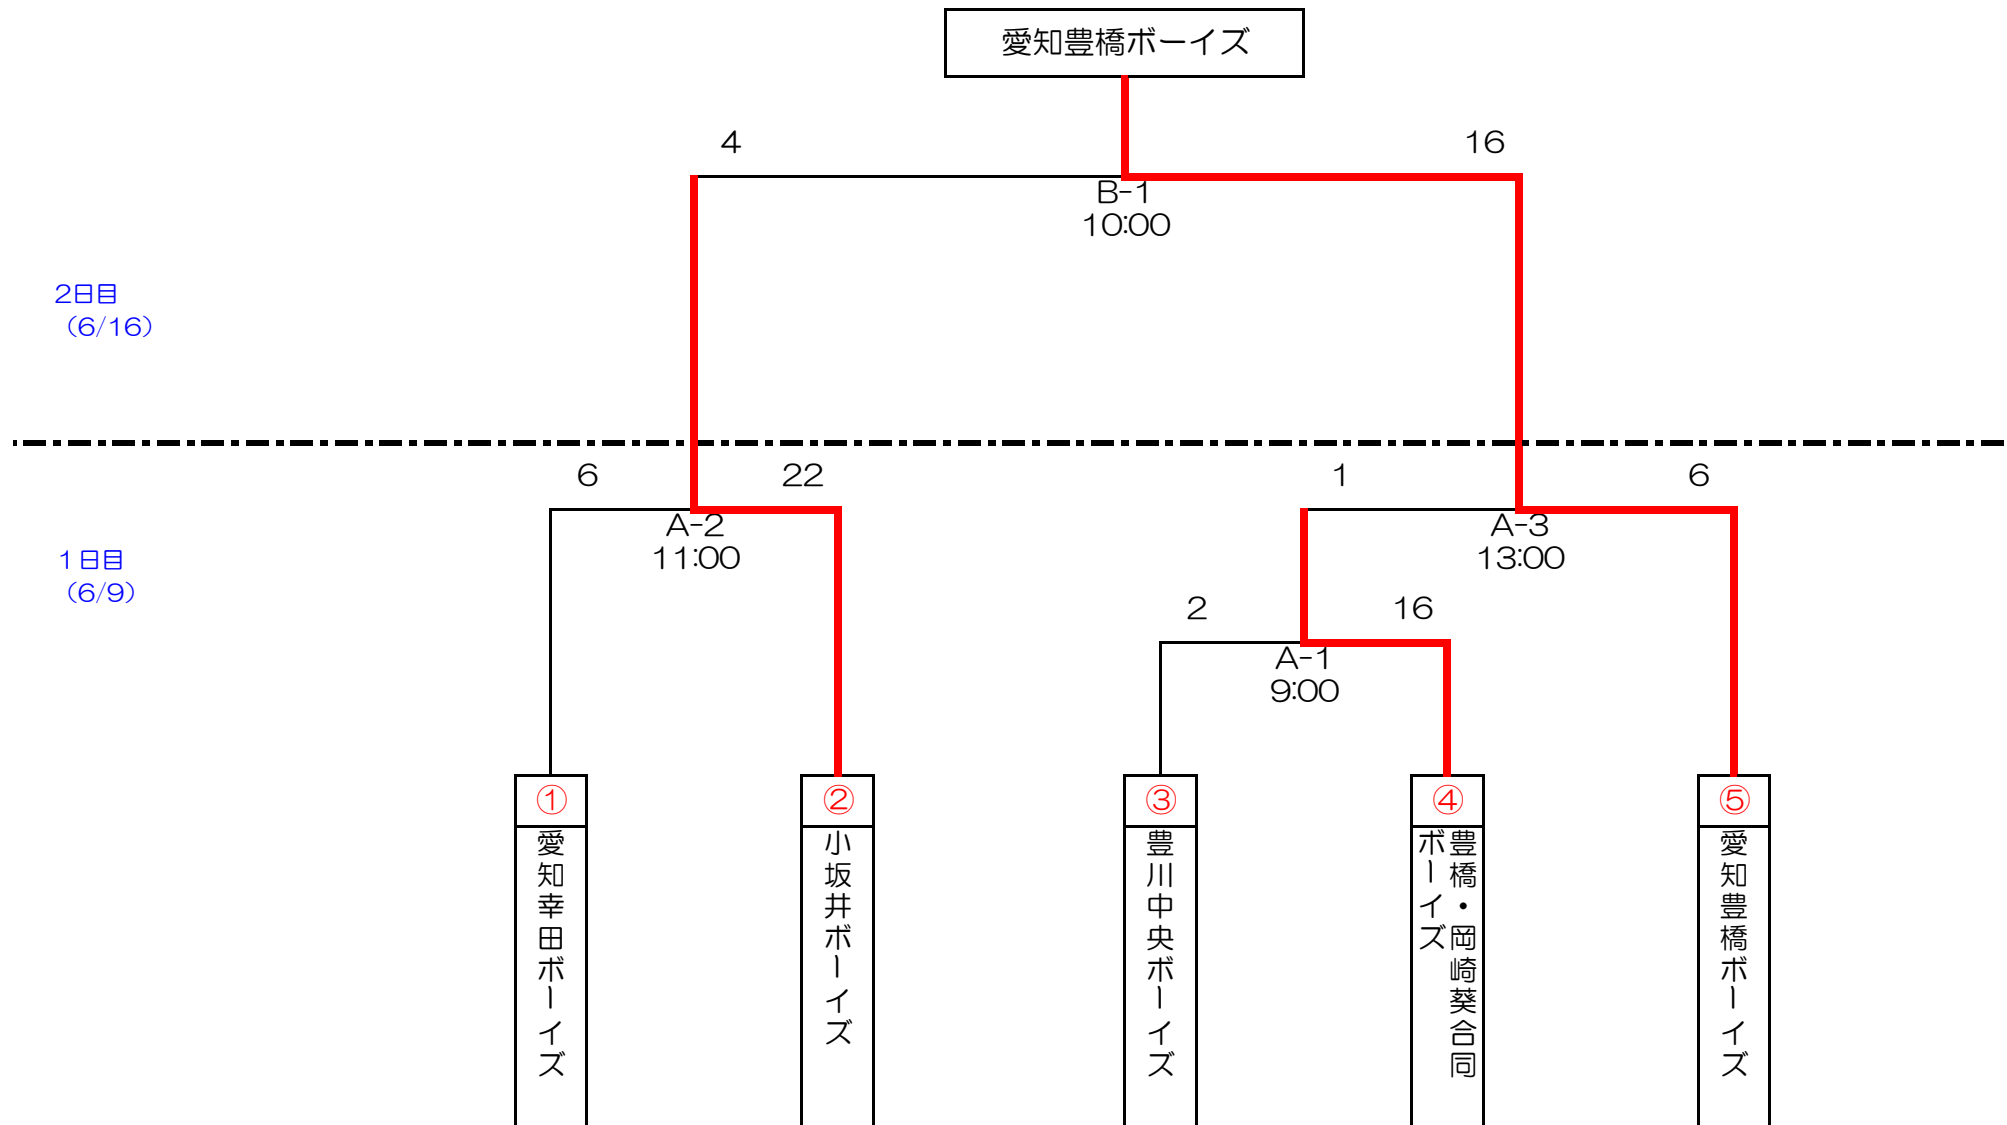 愛知豊橋ボーイズ
4
16
B-1
10:00
2日目
（6/16）
6
22
1
6
A-2
11:00
A-3
13:00
1日目
（6/9）
2
16
A-1
9:00
①
愛知幸田ボーイズ
②
小坂井ボーイズ
③
豊川中央ボーイズ
④
豊橋・岡崎葵合同
ボーイズ
⑤
愛知豊橋ボーイズ